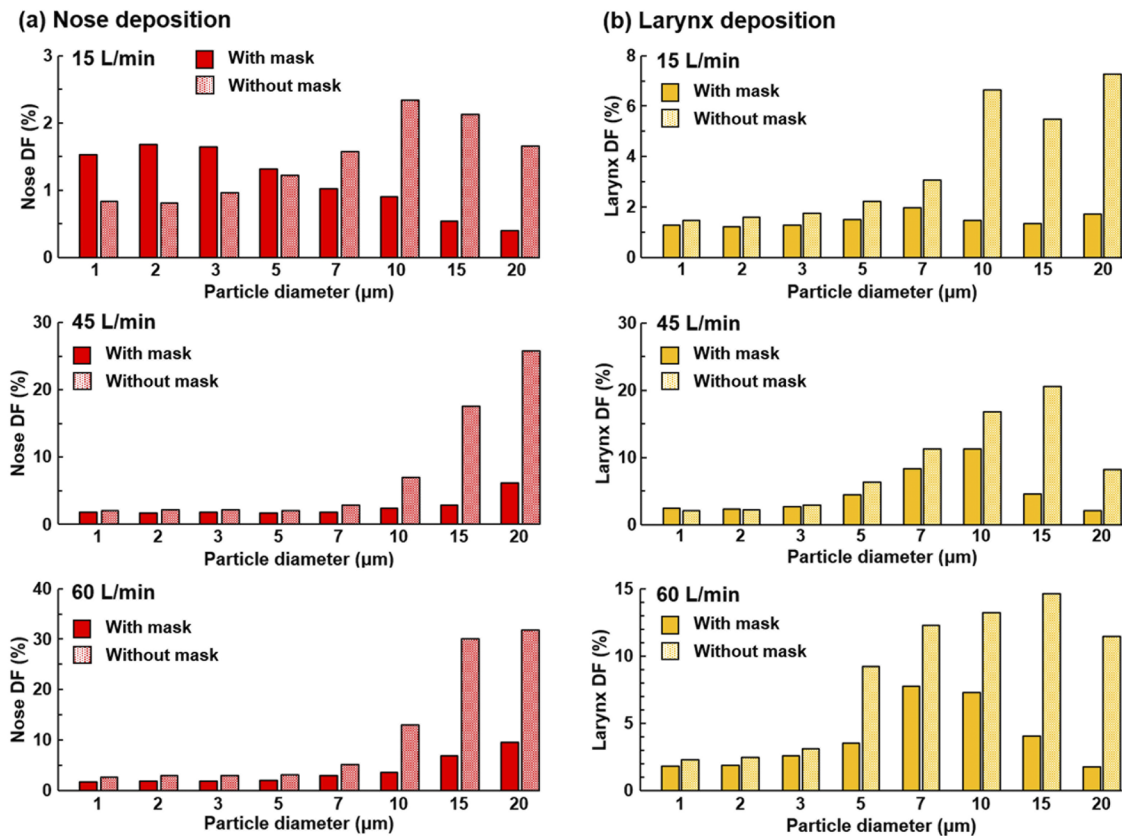 (a) Nose deposition
15 L/min
With mask
Without mask
Nose DF (%)
3
2
1
0
1 2 3 5 7 10 15 20
Particle diameter (µm)
45 L/min
With mask
Without mask
Nose DF (%)
30
20
10
0
1 2 3 5 7 10 15 20
Particle diameter (µm)
60 L/min
With mask
Without mask
Nose DF (%)
40
30
20
10
0
1 2 3 5 7 10 15 20
Particle diameter (µm)
(b) Larynx deposition
15 L/min
With mask
Without mask
Larynx DF (%)
8
6
4
2
0
1 2 3 5 7 10 15 20
Particle diameter (µm)
45 L/min
With mask
Without mask
Larynx DF (%)
30
20
10
0
1 2 3 5 7 10 15 20
Particle diameter (µm)
60 L/min
With mask
Without mask
Larynx DF (%)
15
10
5
0
1 2 3 5 7 10 15 20
Particle diameter (µm)